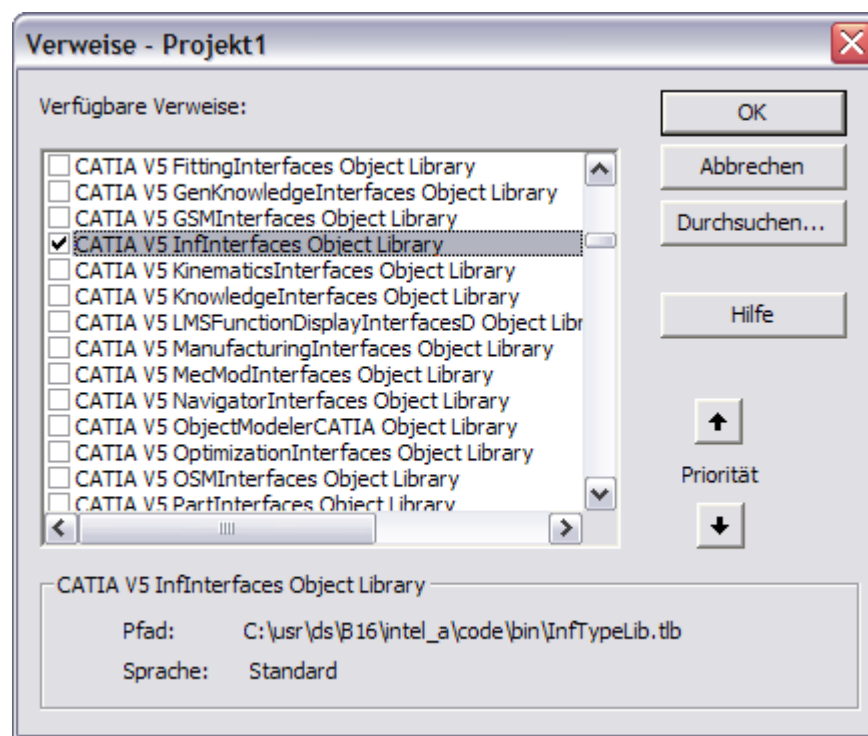 Verweise - Projekt1
Verfügbare Verweise:
CATIA V5 FittingInterfaces Object Library
CATIA V5 GenKnowledgeInterfaces Object Library
CATIA V5 GSMInterfaces Object Library
CATIA V5 InfInterfaces Object Library
CATIA V5 KinematicsInterfaces Object Library
CATIA V5 KnowledgeInterfaces Object Library
CATIA V5 LMSFunctionDisplayInterfacesD Object Libr
CATIA V5 ManufacturingInterfaces Object Library
CATIA V5 MecModInterfaces Object Library
CATIA V5 NavigatorInterfaces Object Library
CATIA V5 ObjectModelerCATIA Object Library
CATIA V5 OptimizationInterfaces Object Library
CATIA V5 OSMInterfaces Object Library
CATIA V5 PartInterfaces Object Library
OK
Abbrechen
Durchsuchen...
Hilfe
Priorität
CATIA V5 InfInterfaces Object Library
Pfad: C:\usr\ds\B16\intel_a\code\bin\InfTypeLib.tlb
Sprache: Standard